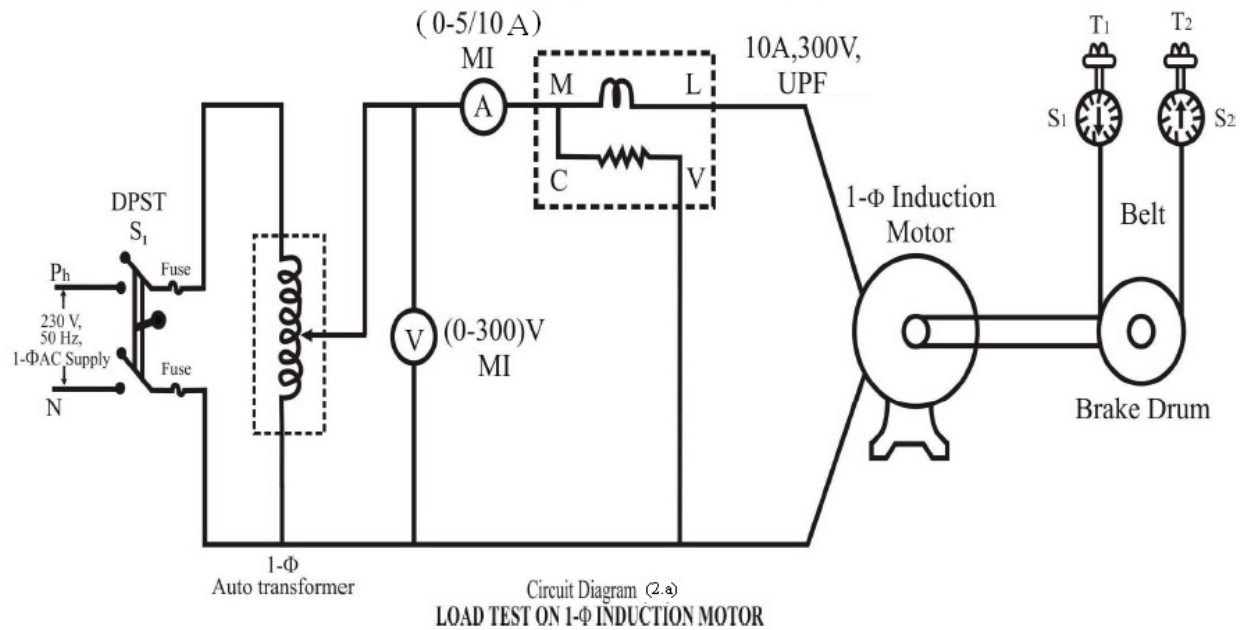 (0-5/10 A)
MI
A
M
L
C
V
10A,300V,
UPF
T1
T2
S1
S2
Belt
1-Φ Induction
Motor
Brake Drum
DPST
S1
Fuse
Ph
230 V,
50 Hz,
1-ΦAC Supply
N
Fuse
V
(0-300)V
MI
1-Φ
Auto transformer
Circuit Diagram (2.a)
LOAD TEST ON 1-Φ INDUCTION MOTOR